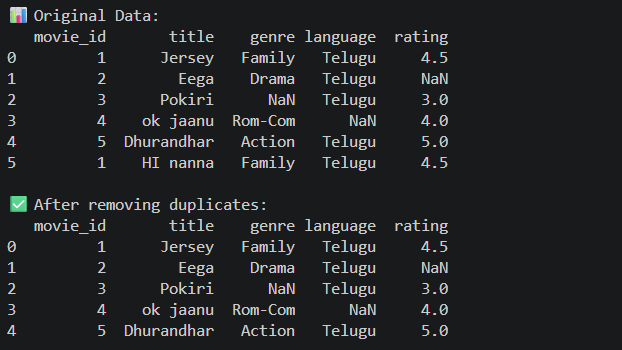 📊 Original Data:
   movie_id      title    genre language  rating
0         1     Jersey   Family   Telugu     4.5
1         2       Eega    Drama   Telugu     NaN
2         3     Pokiri      NaN   Telugu     3.0
3         4   ok jaanu  Rom-Com      NaN     4.0
4         5  Dhurandhar   Action   Telugu     5.0
5         1   HI nanna   Family   Telugu     4.5

✅ After removing duplicates:
   movie_id      title    genre language  rating
0         1     Jersey   Family   Telugu     4.5
1         2       Eega    Drama   Telugu     NaN
2         3     Pokiri      NaN   Telugu     3.0
3         4   ok jaanu  Rom-Com      NaN     4.0
4         5  Dhurandhar   Action   Telugu     5.0